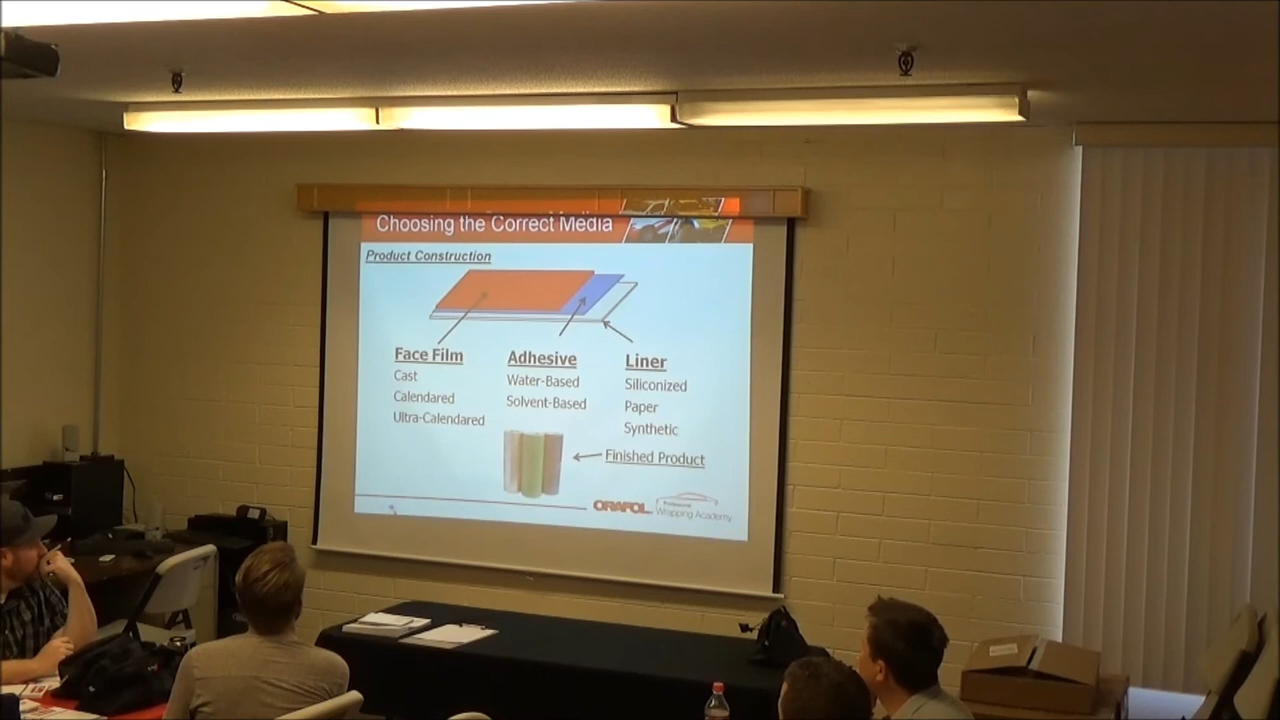 Choosing the Correct Media
Product Construction
Face Film
Cast
Calendared
Ultra-Calendared
Adhesive
Water-Based
Solvent-Based
Liner
Siliconized
Paper
Synthetic
Finished Product
ORAFOL
Professional
Wrapping Academy